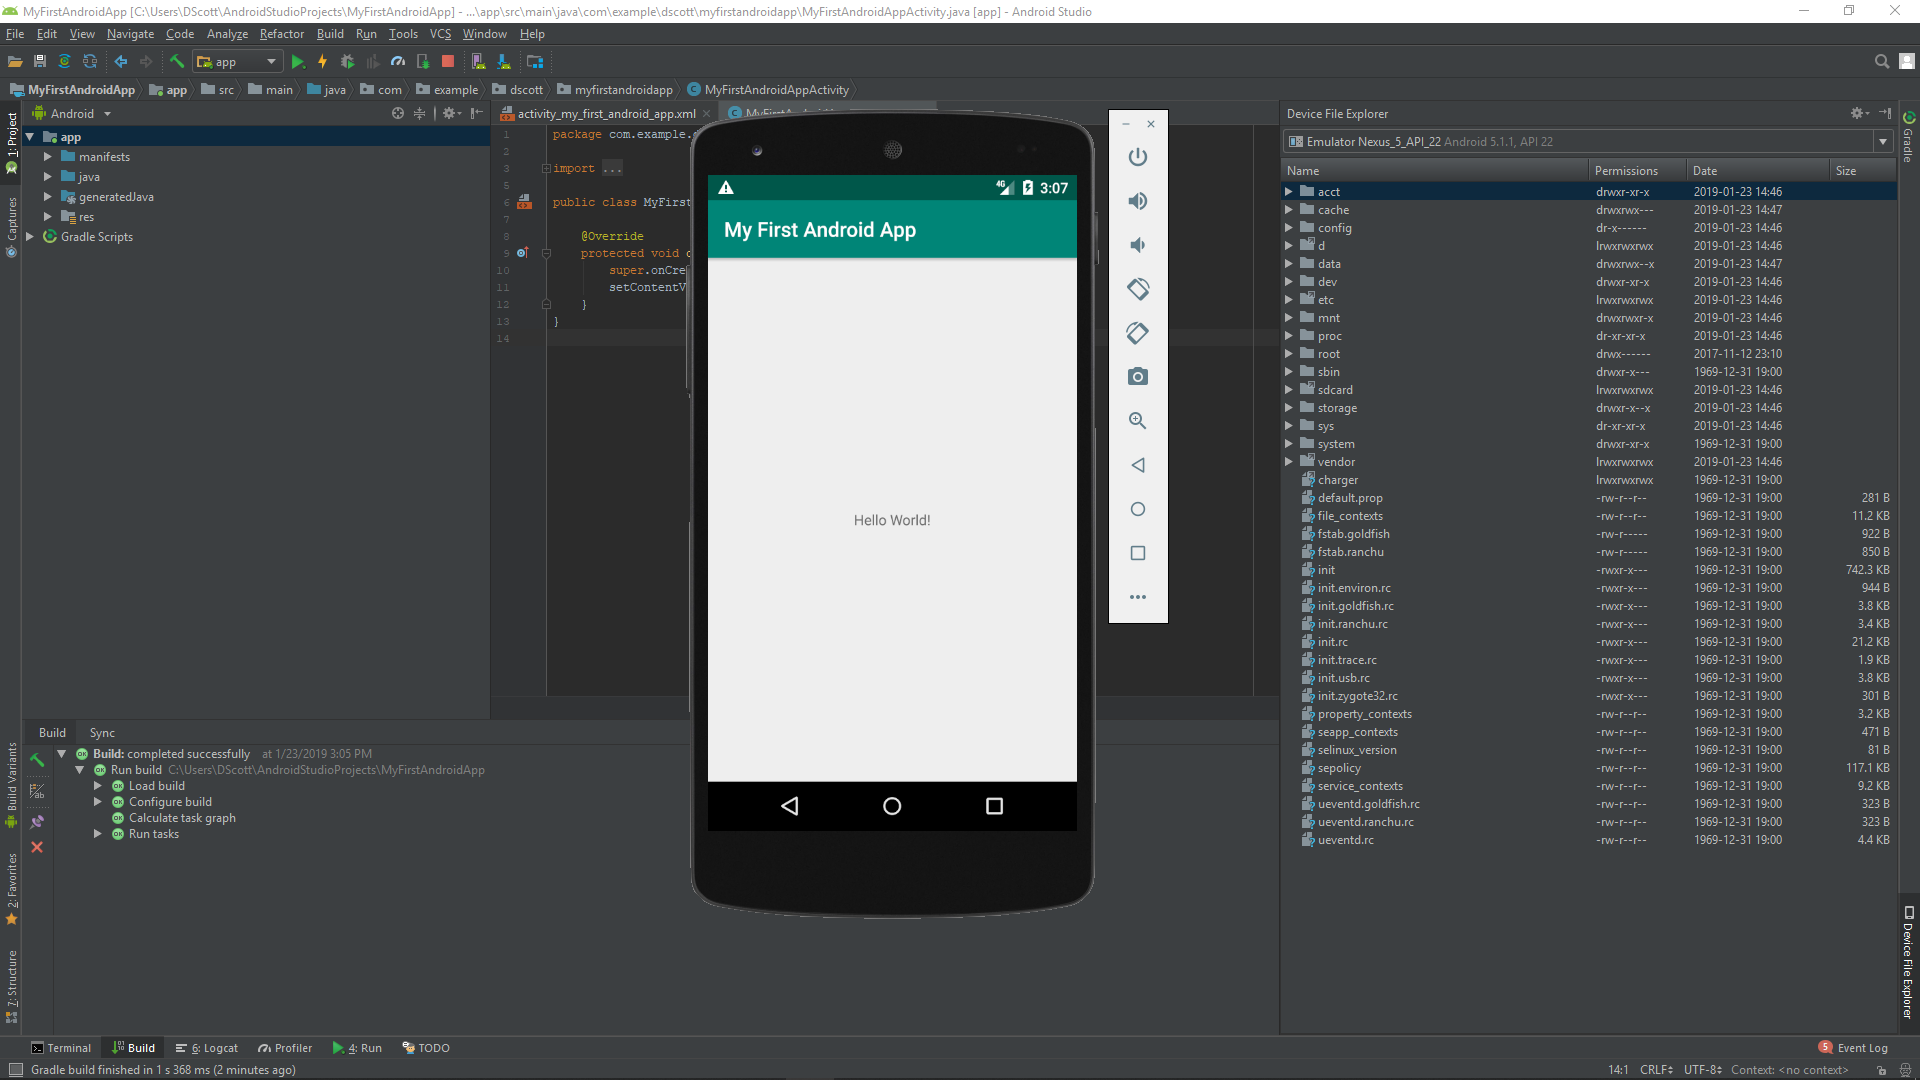 MyFirstAndroidApp [C:\Users\DScott\AndroidStudioProjects\MyFirstAndroidApp] - ...\app\src\main\java\com\example\dscott\myfirstandroidapp\MyFirstAndroidAppActivity.java [app] - Android Studio
File Edit View Navigate Code Analyze Refactor Build Run Tools VCS Window Help
app
MyFirstAndroidApp app src main java com example dscott myfirstandroidapp MyFirstAndroidAppActivity
1: Project
Captures
Build Variants
2: Favorites
7: Structure
Android
app
manifests
java
generatedJava
res
Gradle Scripts
activity_my_first_android_app.xml
1 package com.example.
2
3 import ...
5
6 public class MyFirst
7
8 @Override
9 protected void
10 super.onCre
11 setContentV
12 }
13 }
14
4G 3:07
My First Android App
Hello World!
Device File Explorer
Emulator Nexus_5_API_22 Android 5.1.1, API 22
Name Permissions Date Size
acct drwxr-xr-x 2019-01-23 14:46
cache drwxrwx--- 2019-01-23 14:47
config dr-x------ 2019-01-23 14:46
d lrwxrwxrwx 2019-01-23 14:46
data drwxrwx--x 2019-01-23 14:47
dev drwxr-xr-x 2019-01-23 14:46
etc lrwxrwxrwx 2019-01-23 14:46
mnt drwxrwxr-x 2019-01-23 14:46
proc dr-xr-xr-x 2019-01-23 14:46
root drwx------ 2017-11-12 23:10
sbin drwxr-x--- 1969-12-31 19:00
sdcard lrwxrwxrwx 2019-01-23 14:46
storage drwxr-x--x 2019-01-23 14:46
sys dr-xr-xr-x 2019-01-23 14:46
system drwxr-xr-x 1969-12-31 19:00
vendor lrwxrwxrwx 2019-01-23 14:46
charger lrwxrwxrwx 1969-12-31 19:00
default.prop -rw-r--r-- 1969-12-31 19:00 281 B
file_contexts -rw-r--r-- 1969-12-31 19:00 11.2 KB
fstab.goldfish -rw-r----- 1969-12-31 19:00 922 B
fstab.ranchu -rw-r----- 1969-12-31 19:00 850 B
init -rwxr-x--- 1969-12-31 19:00 742.3 KB
init.environ.rc -rwxr-x--- 1969-12-31 19:00 944 B
init.goldfish.rc -rwxr-x--- 1969-12-31 19:00 3.8 KB
init.ranchu.rc -rwxr-x--- 1969-12-31 19:00 3.4 KB
init.rc -rwxr-x--- 1969-12-31 19:00 21.2 KB
init.trace.rc -rwxr-x--- 1969-12-31 19:00 1.9 KB
init.usb.rc -rwxr-x--- 1969-12-31 19:00 3.8 KB
init.zygote32.rc -rwxr-x--- 1969-12-31 19:00 301 B
property_contexts -rw-r--r-- 1969-12-31 19:00 3.2 KB
seapp_contexts -rw-r--r-- 1969-12-31 19:00 471 B
selinux_version -rw-r--r-- 1969-12-31 19:00 81 B
sepolicy -rw-r--r-- 1969-12-31 19:00 117.1 KB
service_contexts -rw-r--r-- 1969-12-31 19:00 9.2 KB
ueventd.goldfish.rc -rw-r--r-- 1969-12-31 19:00 323 B
ueventd.ranchu.rc -rw-r--r-- 1969-12-31 19:00 323 B
ueventd.rc -rw-r--r-- 1969-12-31 19:00 4.4 KB
Gradle
Device File Explorer
Build Sync
Build: completed successfully at 1/23/2019 3:05 PM
Run build C:\Users\DScott\AndroidStudioProjects\MyFirstAndroidApp
Load build
Configure build
Calculate task graph
Run tasks
Terminal Build 6: Logcat Profiler 4: Run TODO 5 Event Log
Gradle build finished in 1 s 368 ms (2 minutes ago) 14:1 CRLF UTF-8 Context: <no context>